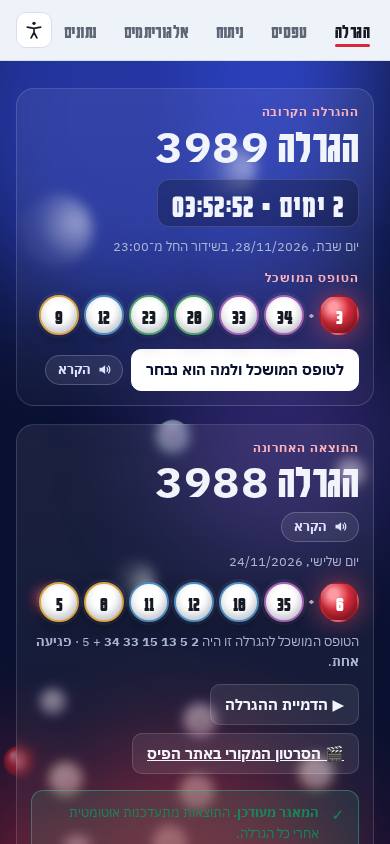 הגרלה טפסים ניתוח אלגוריתמים נתונים
ההגרלה הקרובה
הגרלה 3989
2 ימים • 03:52:52
יום שבת, 28/11/2026, בשידור החל מ־23:00
הטופס המושכל
3 • 34 33 20 23 12 9
לטופס המושכל ולמה הוא נבחר
הקרא
התוצאה האחרונה
הגרלה 3988
הקרא
יום שלישי, 24/11/2026
6 • 35 10 12 11 8 5
הטופס המושכל להגרלה זו היה 2 5 13 15 33 34 + 5 · פגיעה
אחת.
▶ הדמיית ההגרלה
🎬 הסרטון המקורי באתר הפיס
✓ המאגר מעודכן. התוצאות מתעדכנות אוטומטית
אחרי כל הגרלה.